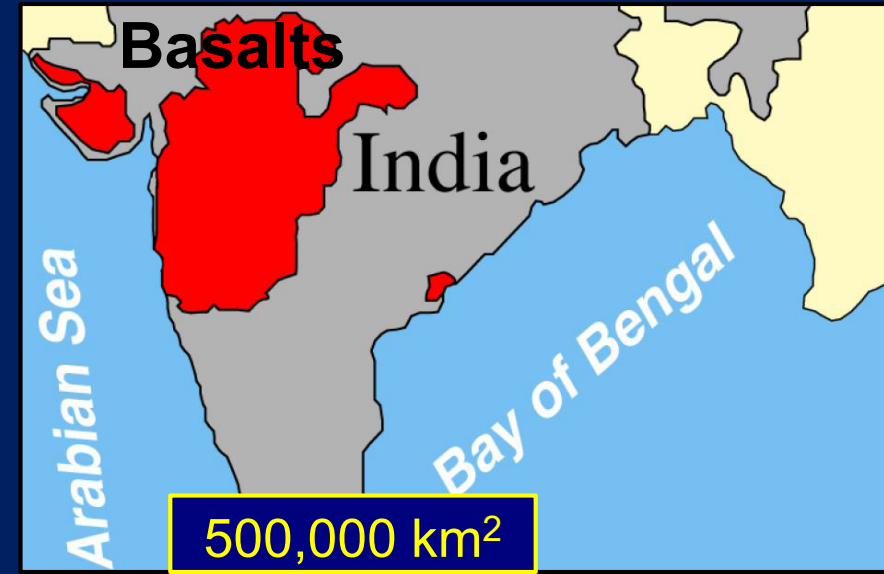 Basalts
India
Arabian Sea
Bay of Bengal
500,000 km²